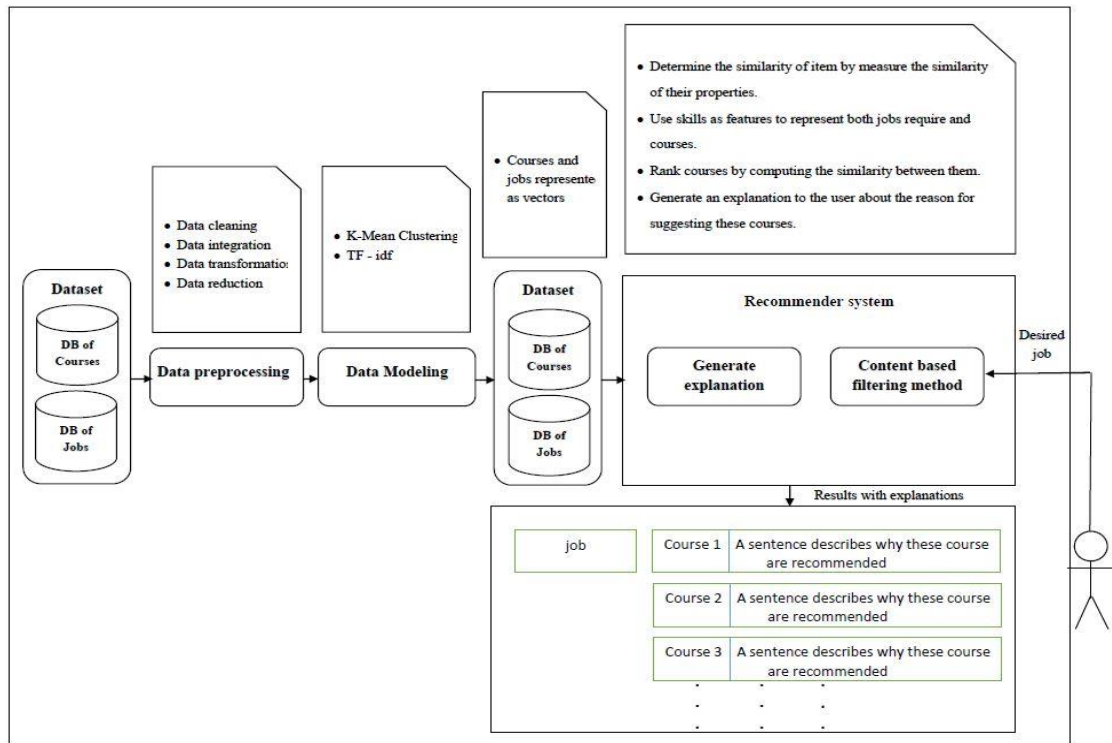 • Determine the similarity of item by measure the similarity
of their properties.
• Use skills as features to represent both jobs require and
courses.
• Rank courses by computing the similarity between them.
• Generate an explanation to the user about the reason for
suggesting these courses.
• Courses and
jobs represente
as vectors
• Data cleaning
• Data integration
• Data transformatio
• Data reduction
• K-Mean Clustering
• TF - idf
Dataset
DB of
Courses
DB of
Jobs
Data preprocessing
Data Modeling
Dataset
DB of
Courses
DB of
Jobs
Recommender system
Generate
explanation
Content based
filtering method
Desired
job
Results with explanations
job
Course 1
A sentence describes why these course
are recommended
Course 2
A sentence describes why these course
are recommended
Course 3
A sentence describes why these course
are recommended